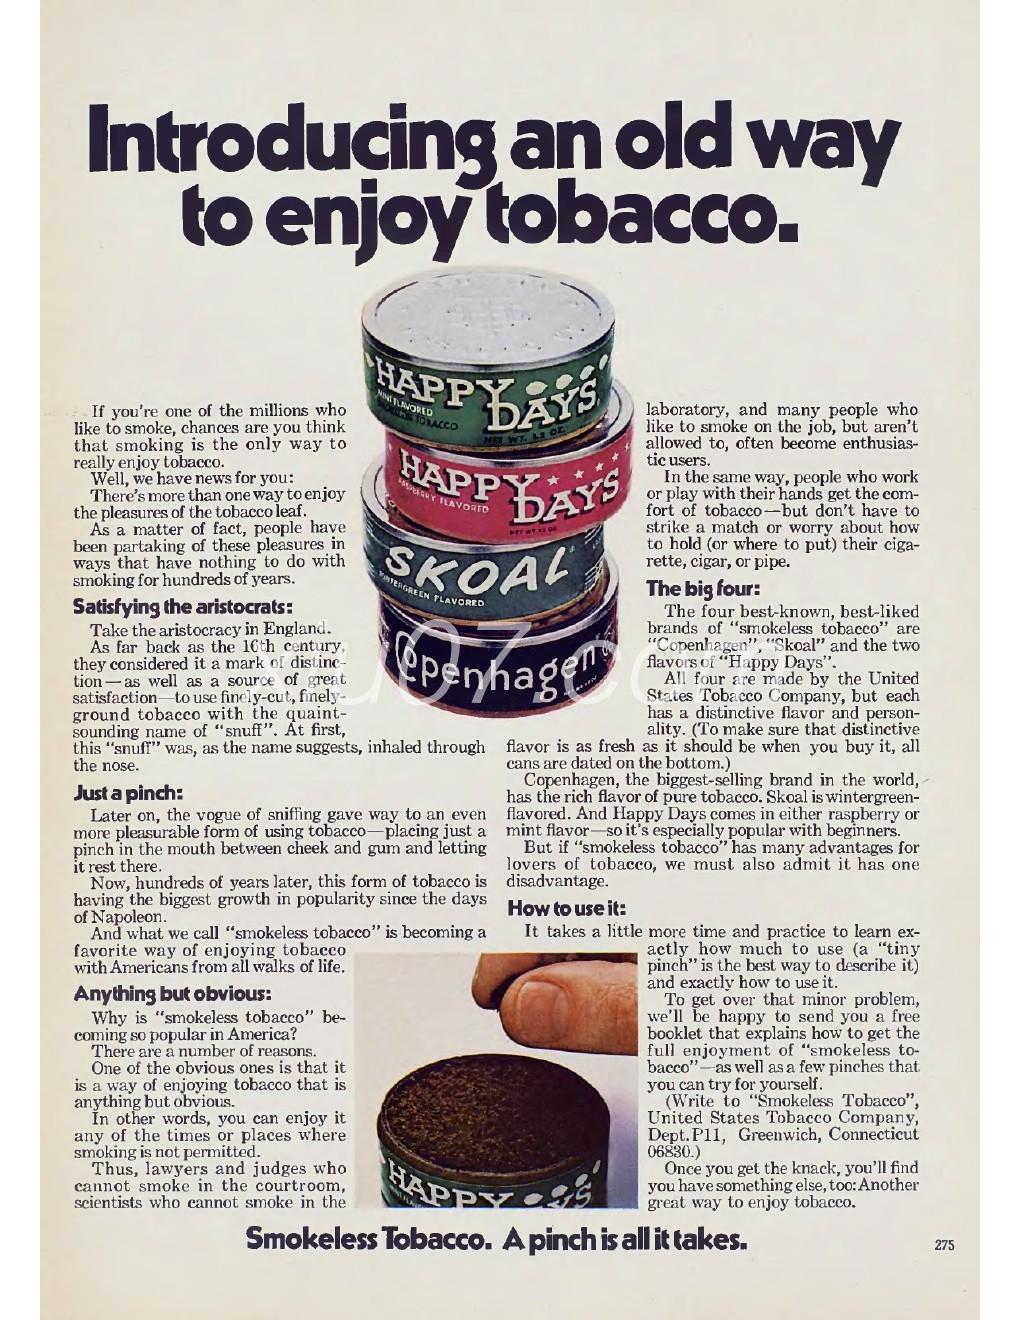 Introducing an old way
to enjoy tobacco.
HAPPY DAYS
MINT FLAVORED
TOBACCO
NET WT. 1.2 OZ.
HAPPY DAYS
RASPBERRY FLAVORED
NET WT 1.2 OZ
SKOAL
WINTERGREEN FLAVORED
Copenhagen
If you're one of the millions who
like to smoke, chances are you think
that smoking is the only way to
really enjoy tobacco.
Well, we have news for you:
There's more than one way to enjoy
the pleasures of the tobacco leaf.
As a matter of fact, people have
been partaking of these pleasures in
ways that have nothing to do with
smoking for hundreds of years.
Satisfying the aristocrats:
Take the aristocracy in England.
As far back as the 16th century,
they considered it a mark of distinc-
tion—as well as a source of great
satisfaction—to use finely-cut, finely-
ground tobacco with the quaint-
sounding name of "snuff". At first,
this "snuff" was, as the name suggests, inhaled through
the nose.
Just a pinch:
Later on, the vogue of sniffing gave way to an even
more pleasurable form of using tobacco—placing just a
pinch in the mouth between cheek and gum and letting
it rest there.
Now, hundreds of years later, this form of tobacco is
having the biggest growth in popularity since the days
of Napoleon.
And what we call "smokeless tobacco" is becoming a
favorite way of enjoying tobacco
with Americans from all walks of life.
Anything but obvious:
Why is "smokeless tobacco" be-
coming so popular in America?
There are a number of reasons.
One of the obvious ones is that it
is a way of enjoying tobacco that is
anything but obvious.
In other words, you can enjoy it
any of the times or places where
smoking is not permitted.
Thus, lawyers and judges who
cannot smoke in the courtroom,
scientists who cannot smoke in the
laboratory, and many people who
like to smoke on the job, but aren't
allowed to, often become enthusias-
tic users.
In the same way, people who work
or play with their hands get the com-
fort of tobacco—but don't have to
strike a match or worry about how
to hold (or where to put) their ciga-
rette, cigar, or pipe.
The big four:
The four best-known, best-liked
brands of "smokeless tobacco" are
"Copenhagen", "Skoal" and the two
flavors of "Happy Days".
All four are made by the United
States Tobacco Company, but each
has a distinctive flavor and person-
ality. (To make sure that distinctive
flavor is as fresh as it should be when you buy it, all
cans are dated on the bottom.)
Copenhagen, the biggest-selling brand in the world,
has the rich flavor of pure tobacco. Skoal is wintergreen-
flavored. And Happy Days comes in either raspberry or
mint flavor—so it's especially popular with beginners.
But if "smokeless tobacco" has many advantages for
lovers of tobacco, we must also admit it has one
disadvantage.
How to use it:
It takes a little more time and practice to learn ex-
actly how much to use (a "tiny
pinch" is the best way to describe it)
and exactly how to use it.
To get over that minor problem,
we'll be happy to send you a free
booklet that explains how to get the
full enjoyment of "smokeless to-
bacco"—as well as a few pinches that
you can try for yourself.
(Write to "Smokeless Tobacco",
United States Tobacco Company,
Dept. P11, Greenwich, Connecticut
06830.)
Once you get the knack, you'll find
you have something else, too: Another
great way to enjoy tobacco.
HAPPY DAYS
Smokeless Tobacco. A pinch is all it takes.
275